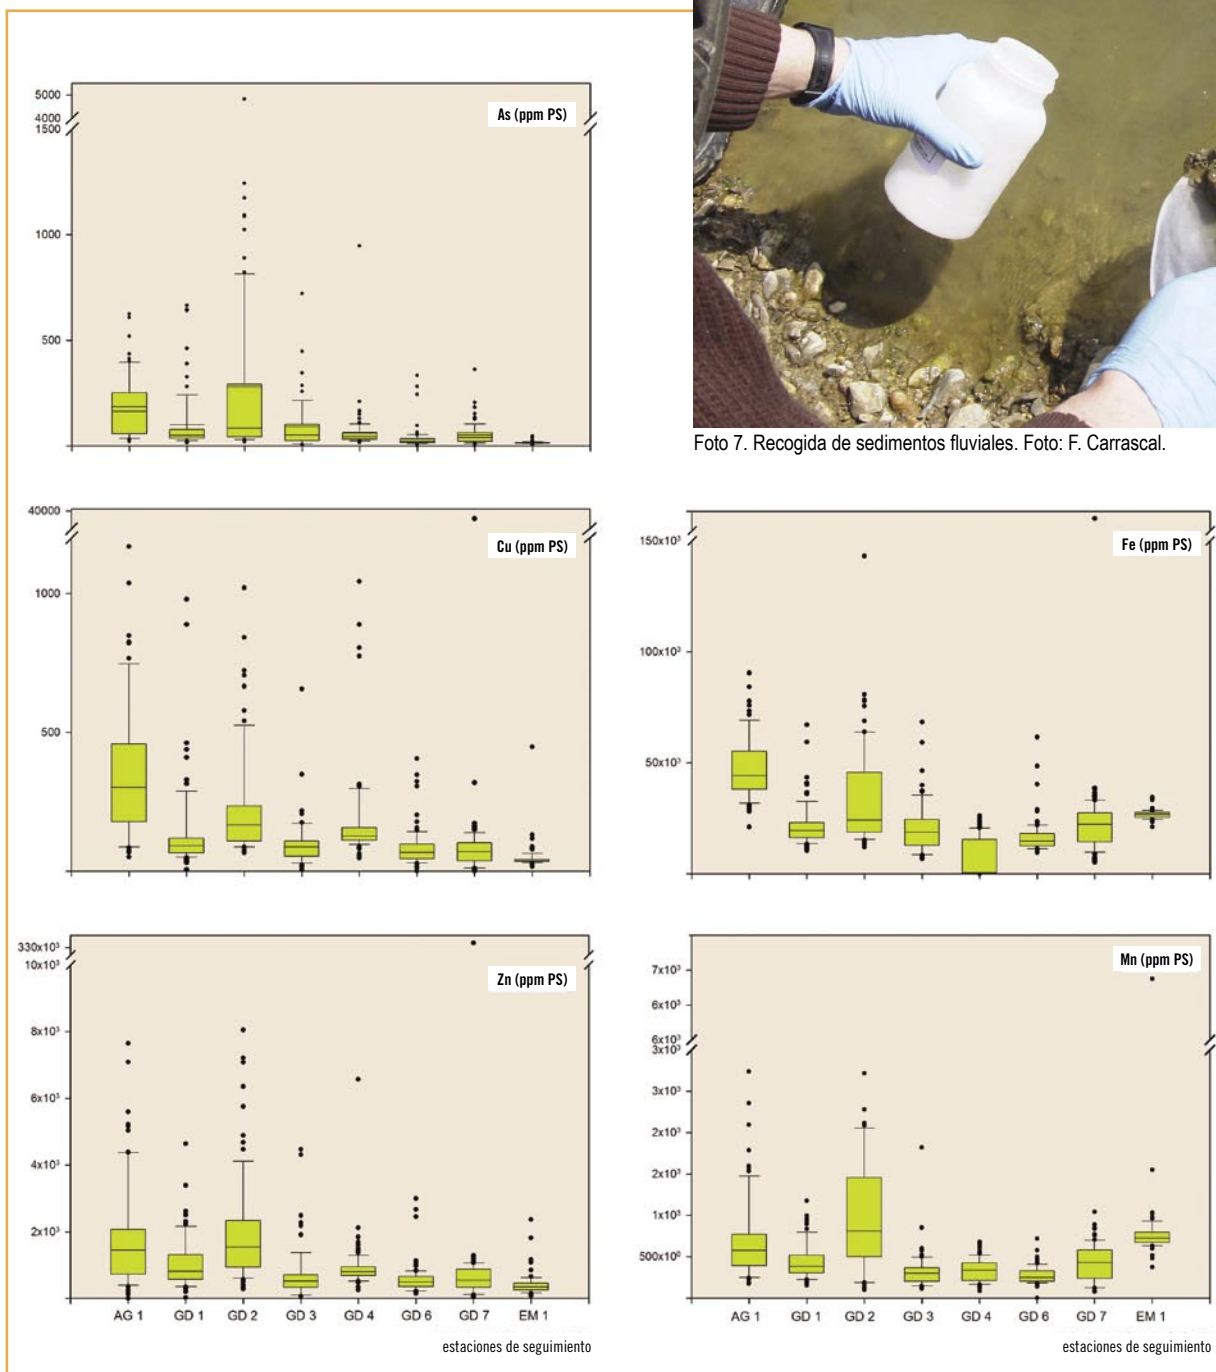 As (ppm PS)
5000
4000
1500
1000
500
Foto 7. Recogida de sedimentos fluviales. Foto: F. Carrascal.
Cu (ppm PS)
40000
1000
500
Fe (ppm PS)
150x10³
100x10³
50x10³
Zn (ppm PS)
330x10³
10x10³
8x10³
6x10³
4x10³
2x10³
AG 1 GD 1 GD 2 GD 3 GD 4 GD 6 GD 7 EM 1
estaciones de seguimiento
Mn (ppm PS)
7x10³
6x10³
6x10³
3x10³
3x10³
2x10³
2x10³
1x10³
500x10⁰
AG 1 GD 1 GD 2 GD 3 GD 4 GD 6 GD 7 EM 1
estaciones de seguimiento